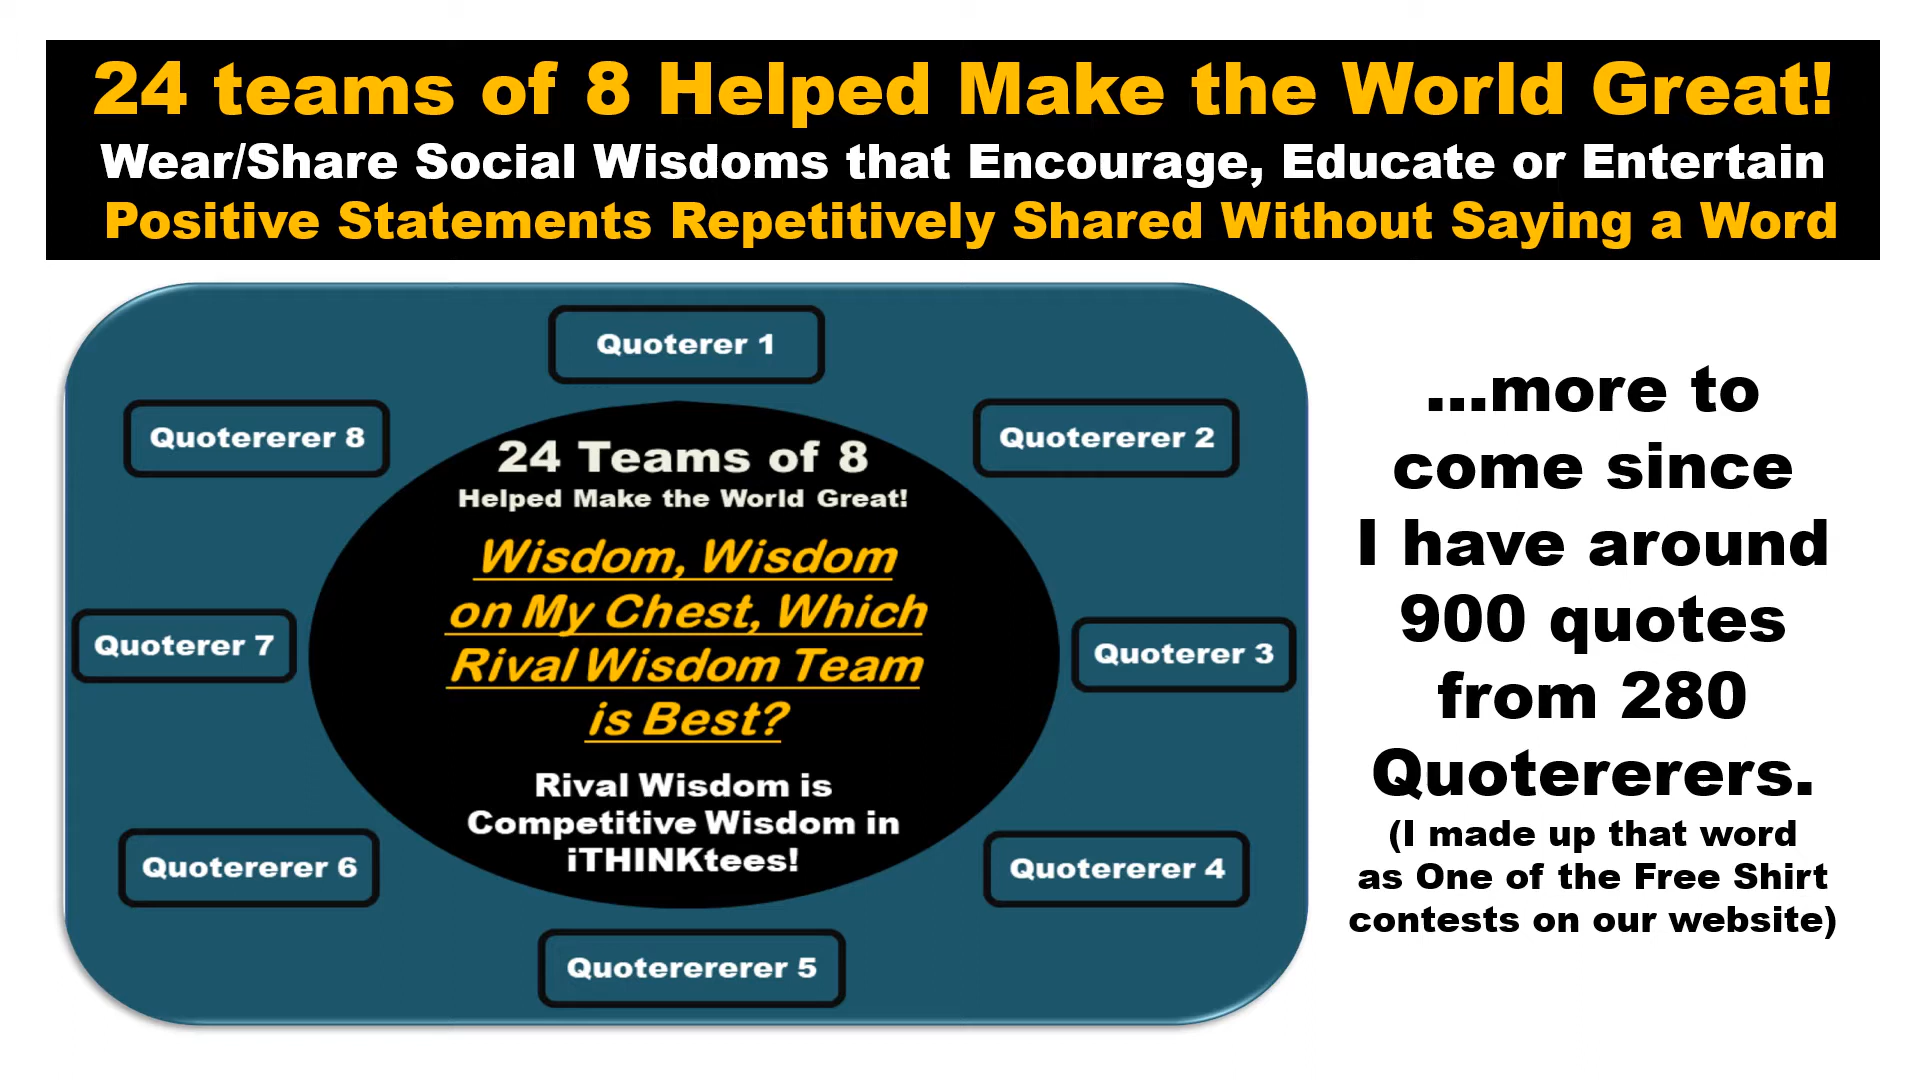 24 teams of 8 Helped Make the World Great!
Wear/Share Social Wisdoms that Encourage, Educate or Entertain
Positive Statements Repetitively Shared Without Saying a Word
Quoterer 1
Quotererer 8
Quotererer 2
24 Teams of 8
Helped Make the World Great!
Wisdom, Wisdom
on My Chest, Which
Rival Wisdom Team
is Best?
Rival Wisdom is
Competitive Wisdom in
iTHINKtees!
Quoterer 7
Quoterer 3
Quotererer 6
Quotererer 4
Quoterererer 5
...more to
come since
I have around
900 quotes
from 280
Quotererers.
(I made up that word
as One of the Free Shirt
contests on our website)